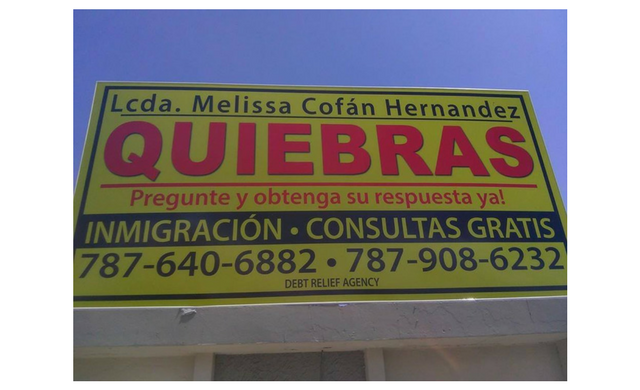 Lcda. Melissa Cofán Hernandez
QUIEBRAS
Pregunte y obtenga su respuesta ya!
INMIGRACIÓN • CONSULTAS GRATIS
787-640-6882 • 787-908-6232
DEBT RELIEF AGENCY